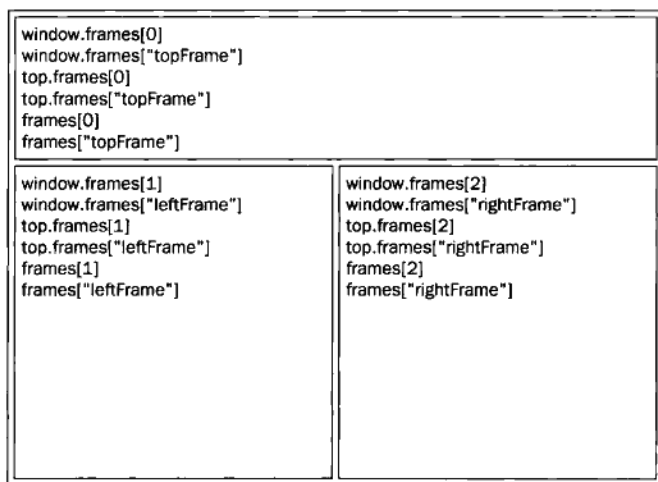 window.frames[0]
window.frames["topFrame"]
top.frames[0]
top.frames["topFrame"]
frames[0]
frames["topFrame"]
window.frames[1]
window.frames["leftFrame"]
top.frames[1]
top.frames["leftFrame"]
frames[1]
frames["leftFrame"]
window.frames[2]
window.frames["rightFrame"]
top.frames[2]
top.frames["rightFrame"]
frames[2]
frames["rightFrame"]